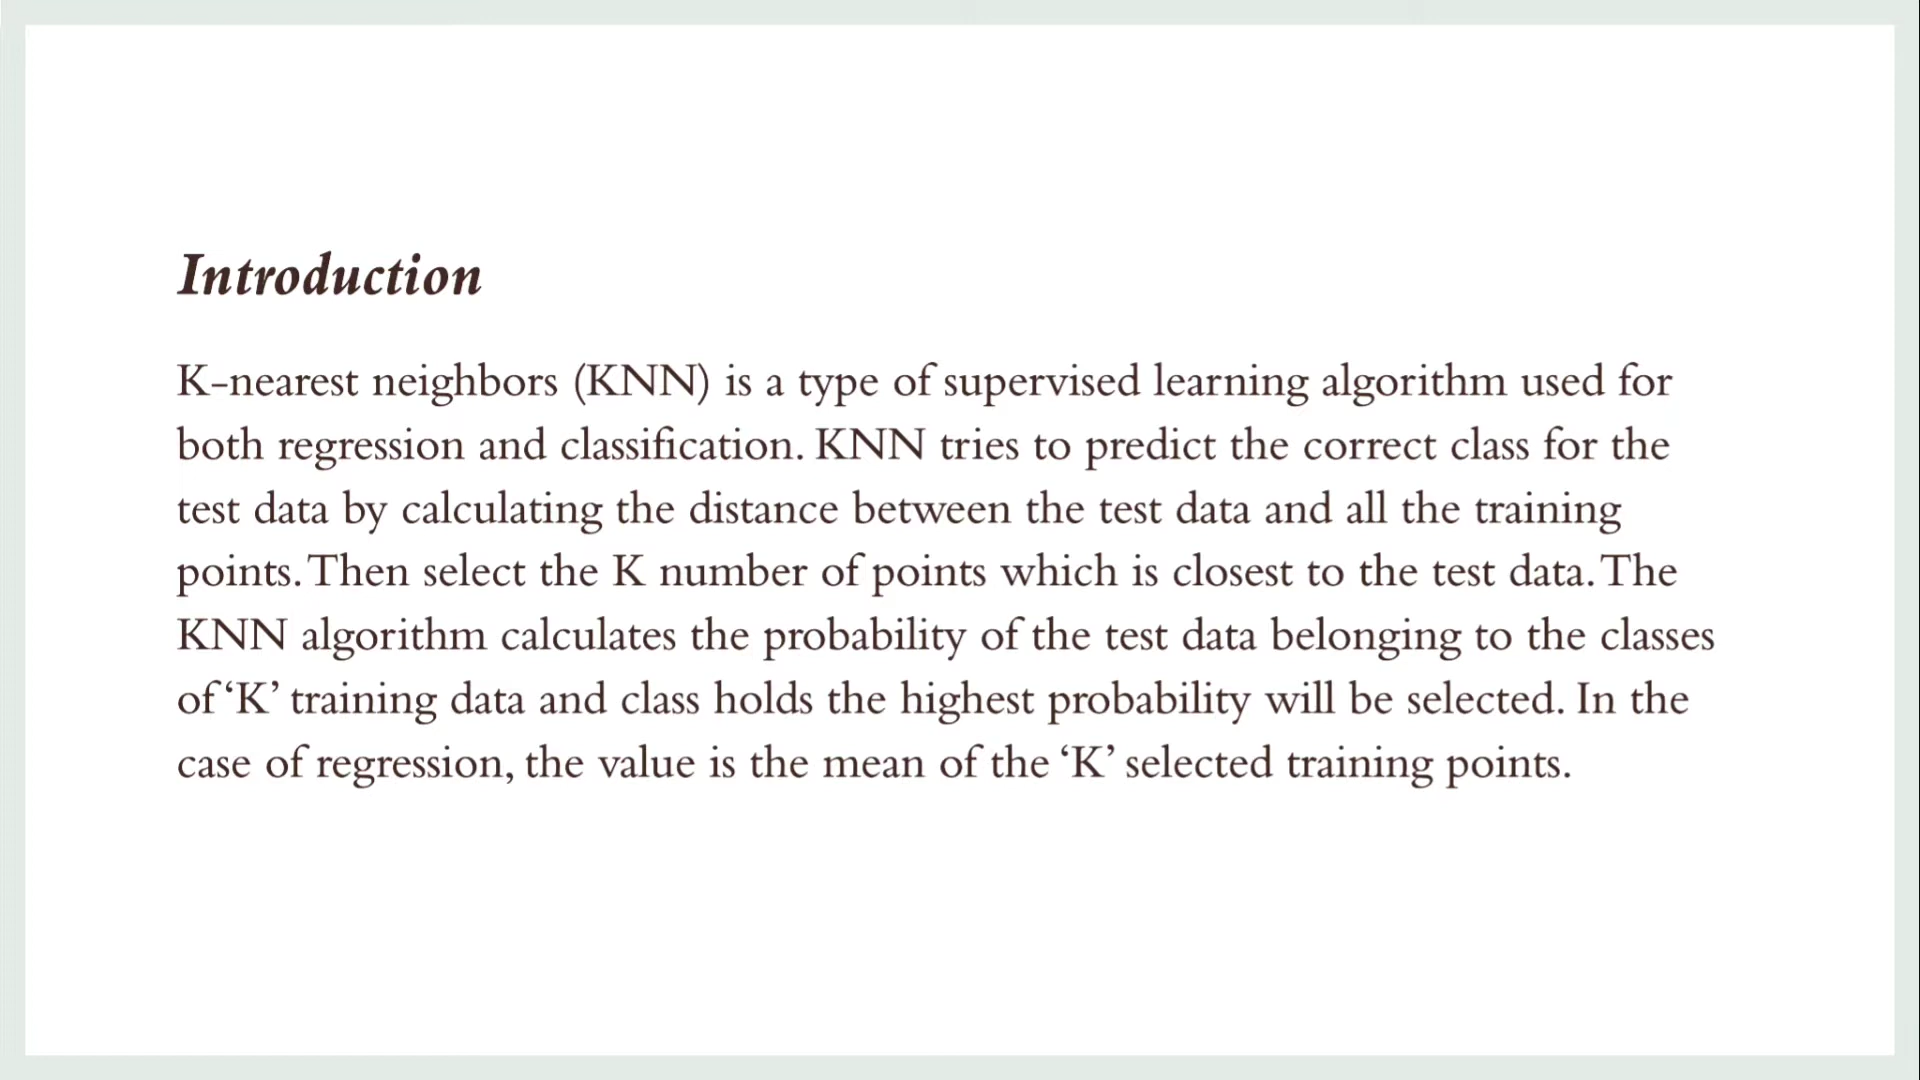 Introduction
K-nearest neighbors (KNN) is a type of supervised learning algorithm used for
both regression and classification. KNN tries to predict the correct class for the
test data by calculating the distance between the test data and all the training
points. Then select the K number of points which is closest to the test data. The
KNN algorithm calculates the probability of the test data belonging to the classes
of ‘K’ training data and class holds the highest probability will be selected. In the
case of regression, the value is the mean of the ‘K’ selected training points.